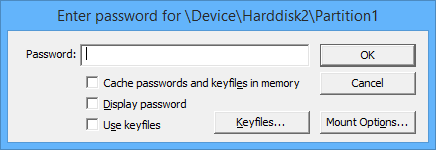 Enter password for \Device\Harddisk2\Partition1
Password: OK
Cache passwords and keyfiles in memory Cancel
Display password
Use keyfiles Keyfiles... Mount Options...